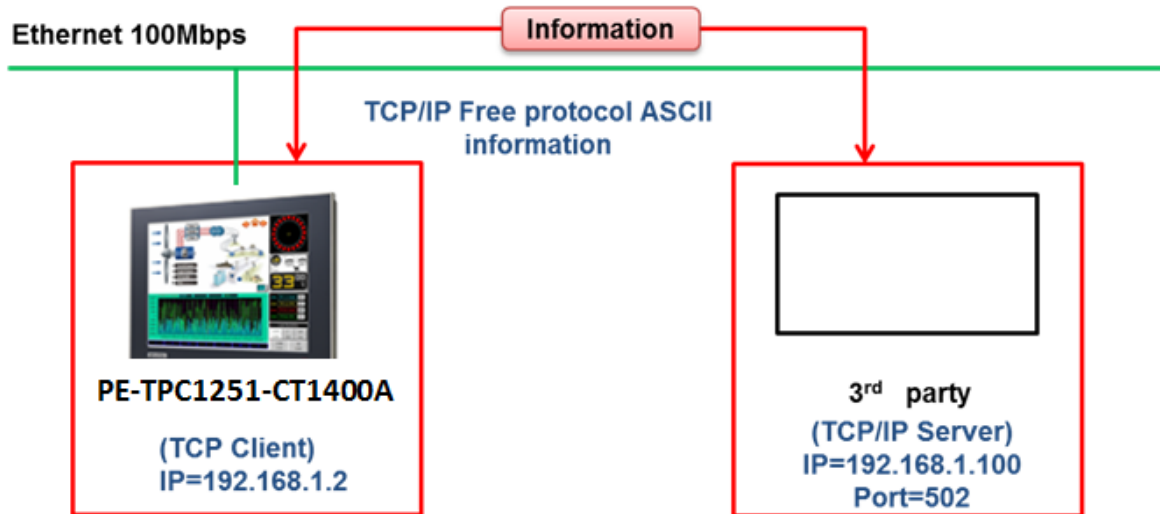 Ethernet 100Mbps
Information
TCP/IP Free protocol ASCII
information
33
PE-TPC1251-CT1400A
(TCP Client)
IP=192.168.1.2
3rd party
(TCP/IP Server)
IP=192.168.1.100
Port=502